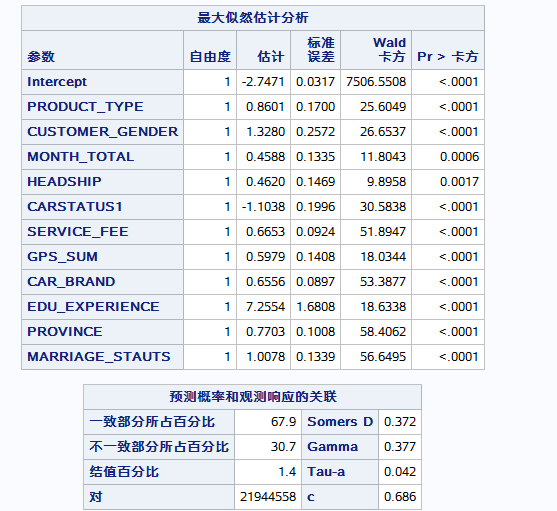 最大似然估计分析
参数 自由度 估计 标准误差 Wald 卡方 Pr > 卡方
Intercept 1 -2.7471 0.0317 7506.5508 <.0001
PRODUCT_TYPE 1 0.8601 0.1700 25.6049 <.0001
CUSTOMER_GENDER 1 1.3280 0.2572 26.6537 <.0001
MONTH_TOTAL 1 0.4588 0.1335 11.8043 0.0006
HEADSHIP 1 0.4620 0.1469 9.8958 0.0017
CARSTATUS1 1 -1.1038 0.1996 30.5838 <.0001
SERVICE_FEE 1 0.6653 0.0924 51.8947 <.0001
GPS_SUM 1 0.5979 0.1408 18.0344 <.0001
CAR_BRAND 1 0.6556 0.0897 53.3877 <.0001
EDU_EXPERIENCE 1 7.2554 1.6808 18.6338 <.0001
PROVINCE 1 0.7703 0.1008 58.4062 <.0001
MARRIAGE_STAUTS 1 1.0078 0.1339 56.6495 <.0001
预测概率和观测响应的关联
一致部分所占百分比 67.9 Somers D 0.372
不一致部分所占百分比 30.7 Gamma 0.377
结值百分比 1.4 Tau-a 0.042
对 21944558 c 0.686